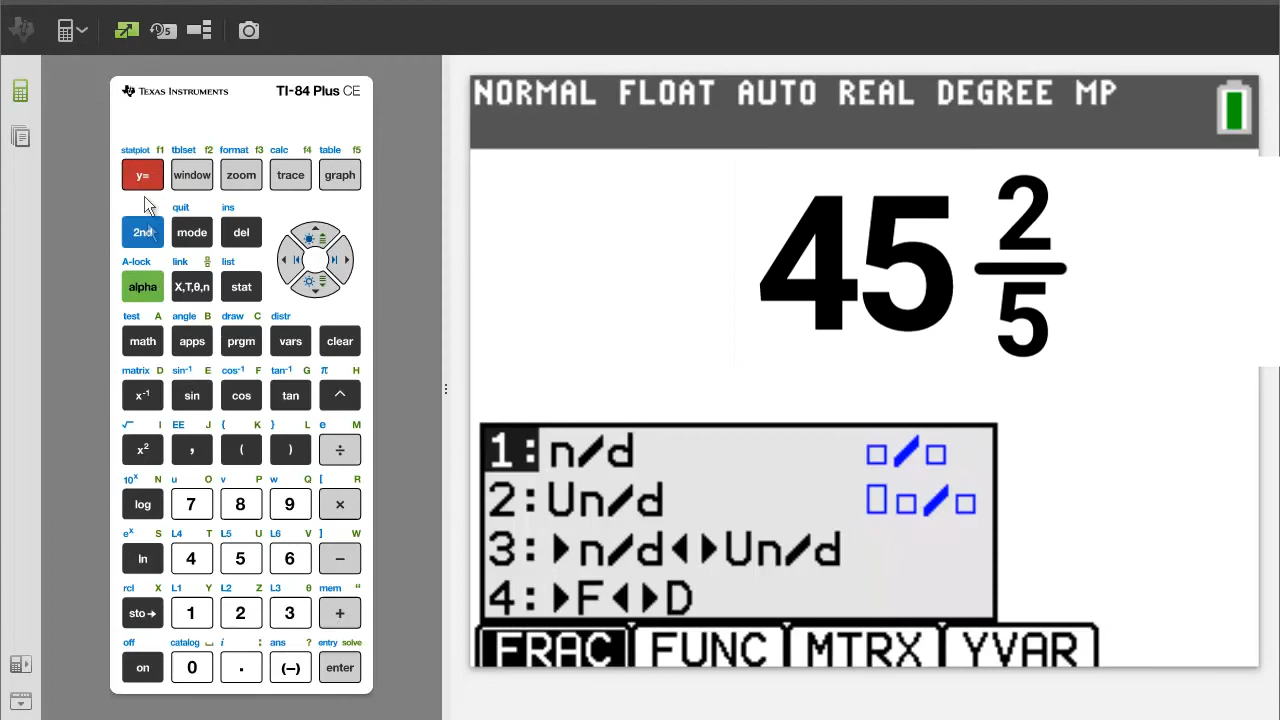 TEXAS INSTRUMENTS TI-84 Plus CE
statplot f1 tblset f2 format f3 calc f4 table f5
y= window zoom trace graph
quit ins
2nd mode del
A-lock link list
alpha X,T,θ,n stat
test A angle B draw C distr
math apps prgm vars clear
matrix D sin⁻¹ E cos⁻¹ F tan⁻¹ G π H
x⁻¹ sin cos tan ^
√ I EE J { K } L e M
x² , ( ) ÷
10ˣ N u O v P w Q [ R
log 7 8 9 ×
eˣ S L4 T L5 U L6 V ] W
ln 4 5 6 −
rcl X L1 Y L2 Z L3 θ mem “
sto→ 1 2 3 +
off catalog ⎵ i : ans ? entry solve
on 0 . (−) enter
NORMAL FLOAT AUTO REAL DEGREE MP
45 2/5
1:n/d □/□
2:Un/d □□/□
3:►n/d◄►Un/d
4:►F◄►D
FRAC FUNC MTRX YVAR